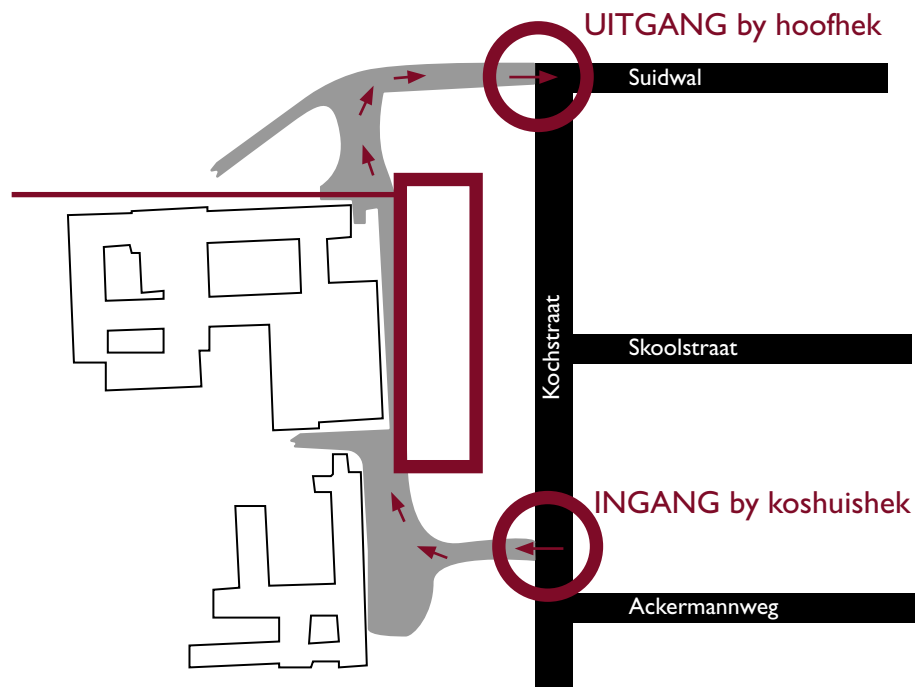 UITGANG by hoofhek
Suidwal
Kochstraat
Skoolstraat
INGANG by koshuishek
Ackermannweg